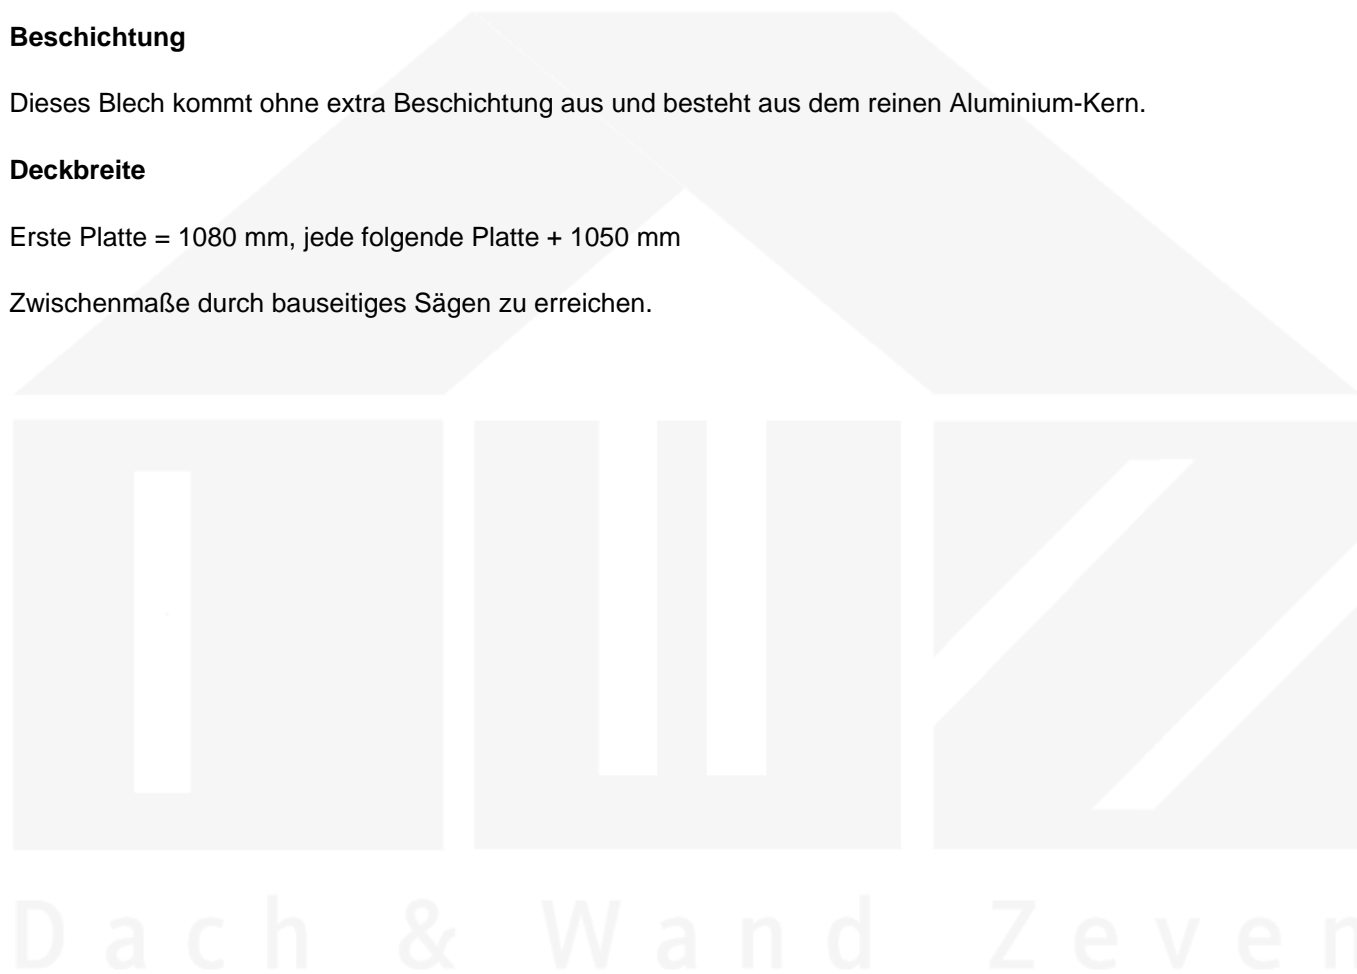 Beschichtung
Dieses Blech kommt ohne extra Beschichtung aus und besteht aus dem reinen Aluminium-Kern.
Deckbreite
Erste Platte = 1080 mm, jede folgende Platte + 1050 mm
Zwischenmaße durch bauseitiges Sägen zu erreichen.
Dach & Wand Zeven